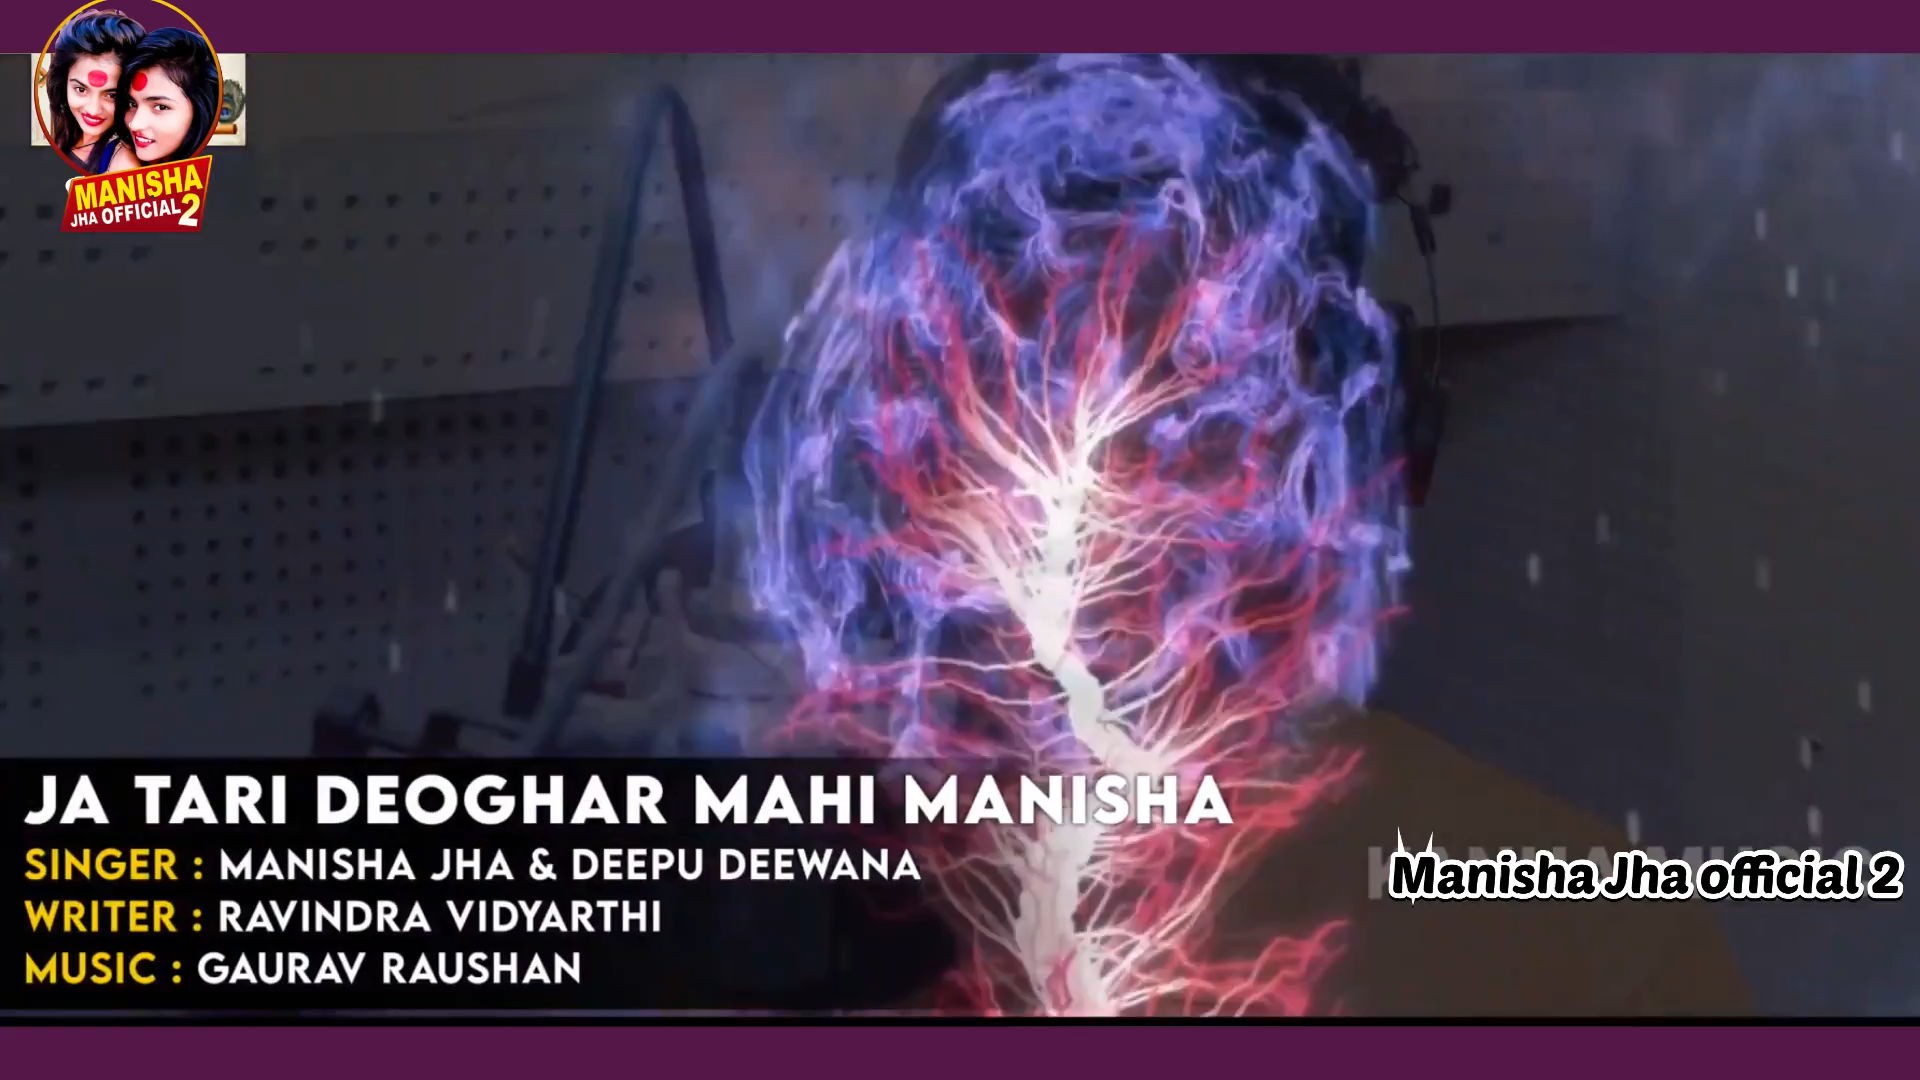 MANISHA
JHA OFFICIAL 2
JA TARI DEOGHAR MAHI MANISHA
SINGER : MANISHA JHA & DEEPU DEEWANA
WRITER : RAVINDRA VIDYARTHI
MUSIC : GAURAV RAUSHAN
Manisha Jha official 2